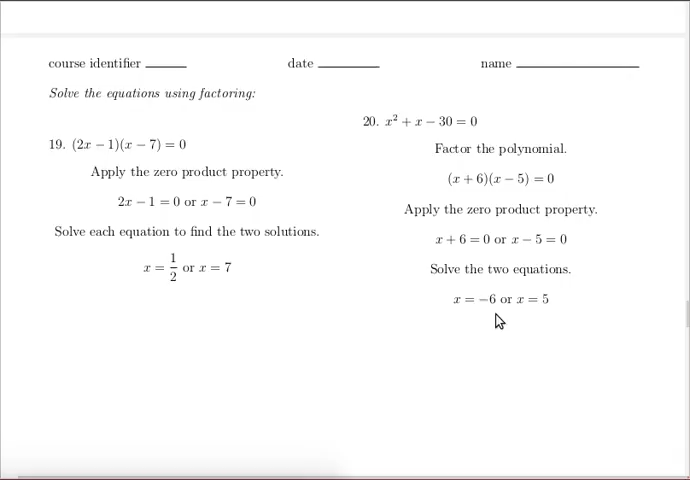 course identifier ______ date ________ name ________________
Solve the equations using factoring:
19. (2x − 1)(x − 7) = 0
Apply the zero product property.
2x − 1 = 0 or x − 7 = 0
Solve each equation to find the two solutions.
x = 1/2 or x = 7
20. x² + x − 30 = 0
Factor the polynomial.
(x + 6)(x − 5) = 0
Apply the zero product property.
x + 6 = 0 or x − 5 = 0
Solve the two equations.
x = −6 or x = 5